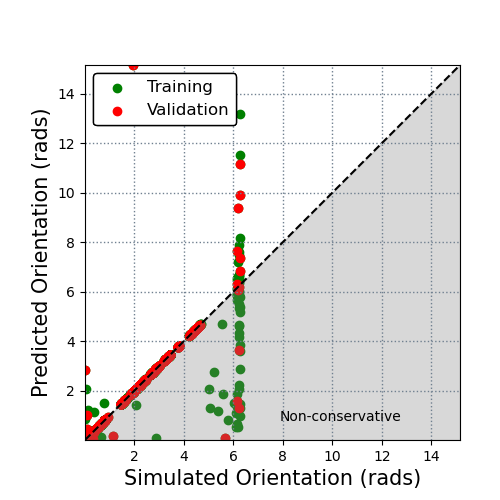 Training
Validation
14
12
10
8
6
4
2
Predicted Orientation (rads)
Non-conservative
2
4
6
8
10
12
14
Simulated Orientation (rads)